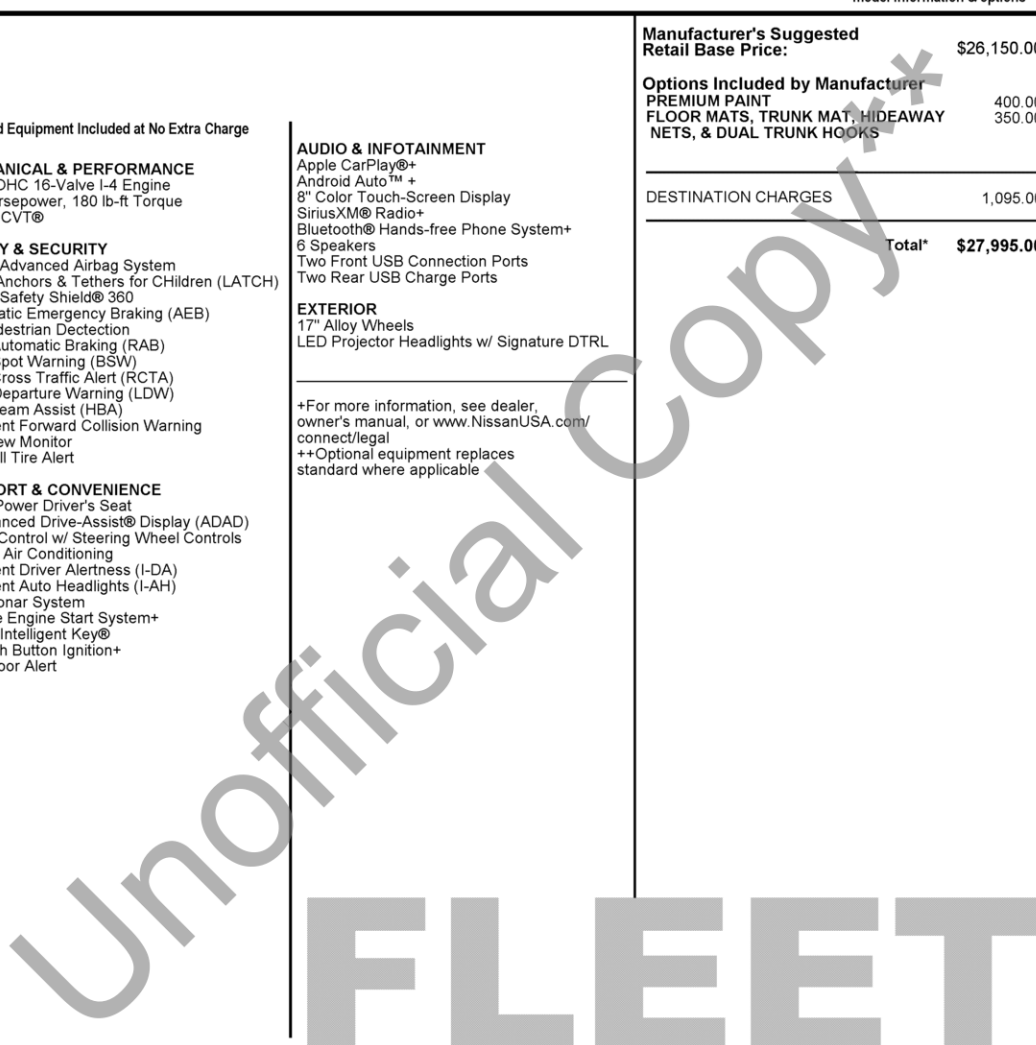 model information & options
d Equipment Included at No Extra Charge
ANICAL & PERFORMANCE
OHC 16-Valve I-4 Engine
rsepower, 180 lb-ft Torque
CVT®
Y & SECURITY
Advanced Airbag System
Anchors & Tethers for CHildren (LATCH)
Safety Shield® 360
atic Emergency Braking (AEB)
destrian Dectection
utomatic Braking (RAB)
pot Warning (BSW)
ross Traffic Alert (RCTA)
Departure Warning (LDW)
eam Assist (HBA)
ent Forward Collision Warning
ew Monitor
ll Tire Alert
ORT & CONVENIENCE
Power Driver's Seat
anced Drive-Assist® Display (ADAD)
Control w/ Steering Wheel Controls
Air Conditioning
ent Driver Alertness (I-DA)
ent Auto Headlights (I-AH)
onar System
e Engine Start System+
Intelligent Key®
h Button Ignition+
oor Alert
AUDIO & INFOTAINMENT
Apple CarPlay®+
Android Auto™ +
8" Color Touch-Screen Display
SiriusXM® Radio+
Bluetooth® Hands-free Phone System+
6 Speakers
Two Front USB Connection Ports
Two Rear USB Charge Ports
EXTERIOR
17" Alloy Wheels
LED Projector Headlights w/ Signature DTRL
+For more information, see dealer,
owner's manual, or www.NissanUSA.com/
connect/legal
++Optional equipment replaces
standard where applicable
Manufacturer's Suggested
Retail Base Price: $26,150.00
Options Included by Manufacturer
PREMIUM PAINT 400.00
FLOOR MATS, TRUNK MAT, HIDEAWAY 350.00
NETS, & DUAL TRUNK HOOKS
DESTINATION CHARGES 1,095.00
Total* $27,995.00
Unofficial Copy**
FLEET